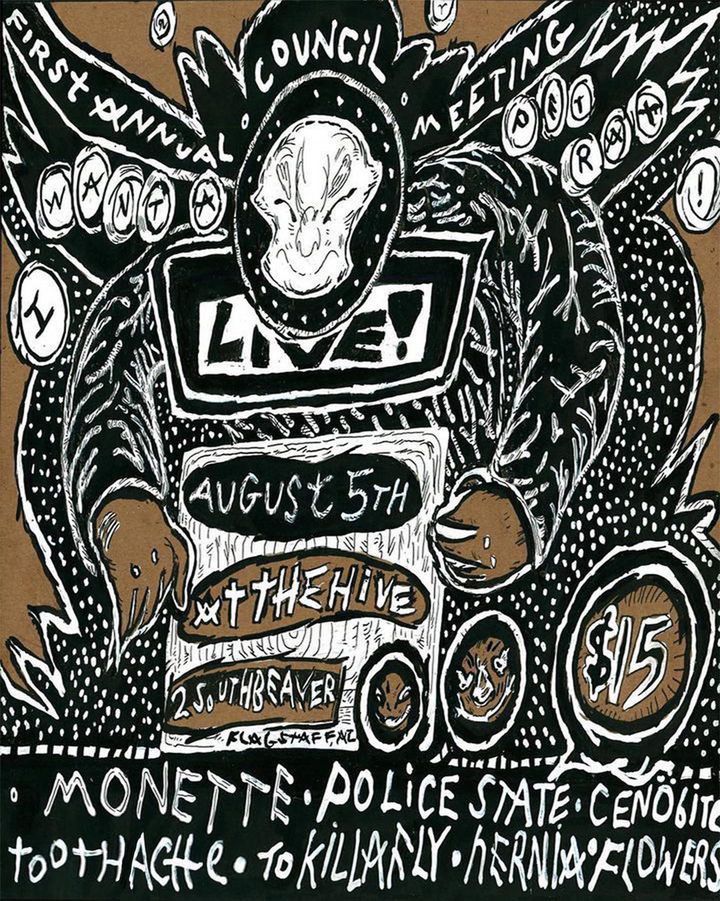 FIRST ANNUAL COUNCIL MEETING
I WANT A PET RAT!
LIVE!
AUGUST 5TH
AT THE HIVE
2 SOUTH BEAVER
FLAGSTAFF AZ
$15
• MONETTE • POLICE STATE • CENÖBITE
TOOTHACHE • TO KILL A FLY • HERNIA • FLOWERS